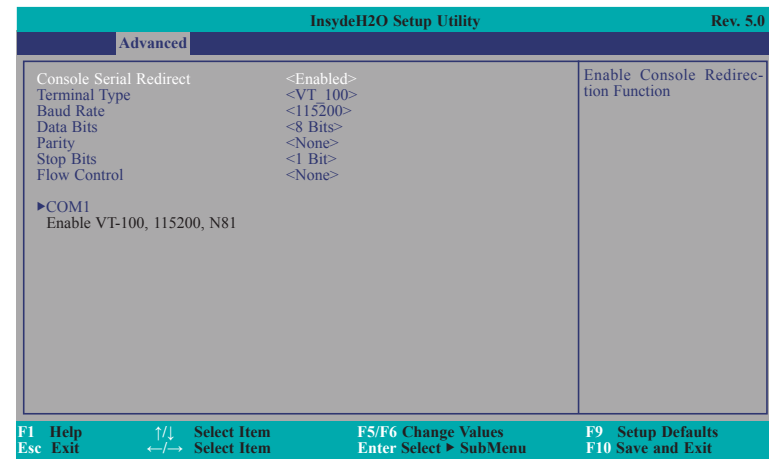 InsydeH2O Setup Utility Rev. 5.0
Advanced
Console Serial Redirect <Enabled>
Terminal Type <VT_100>
Baud Rate <115200>
Data Bits <8 Bits>
Parity <None>
Stop Bits <1 Bit>
Flow Control <None>
▶COM1
Enable VT-100, 115200, N81
Enable Console Redirec-
tion Function
F1 Help ↑/↓ Select Item F5/F6 Change Values F9 Setup Defaults
Esc Exit ←/→ Select Item Enter Select ▶ SubMenu F10 Save and Exit